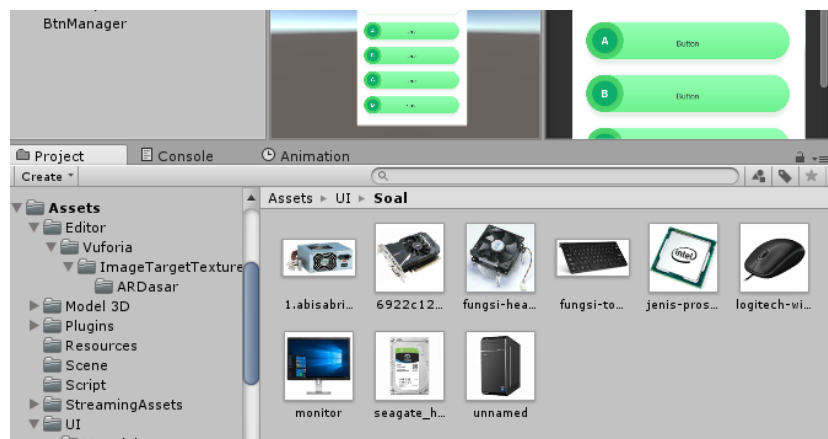 BtnManager
A
Button
B
Button
Project
Console
Animation
Create
Assets
Editor
Vuforia
ImageTargetTexture
ARDasar
Model 3D
Plugins
Resources
Scene
Script
StreamingAssets
UI
Assets ▸ UI ▸ Soal
1.abisabri...
6922c12...
fungsi-hea...
fungsi-to...
jenis-pros...
logitech-wi...
intel
monitor
seagate_h...
unnamed